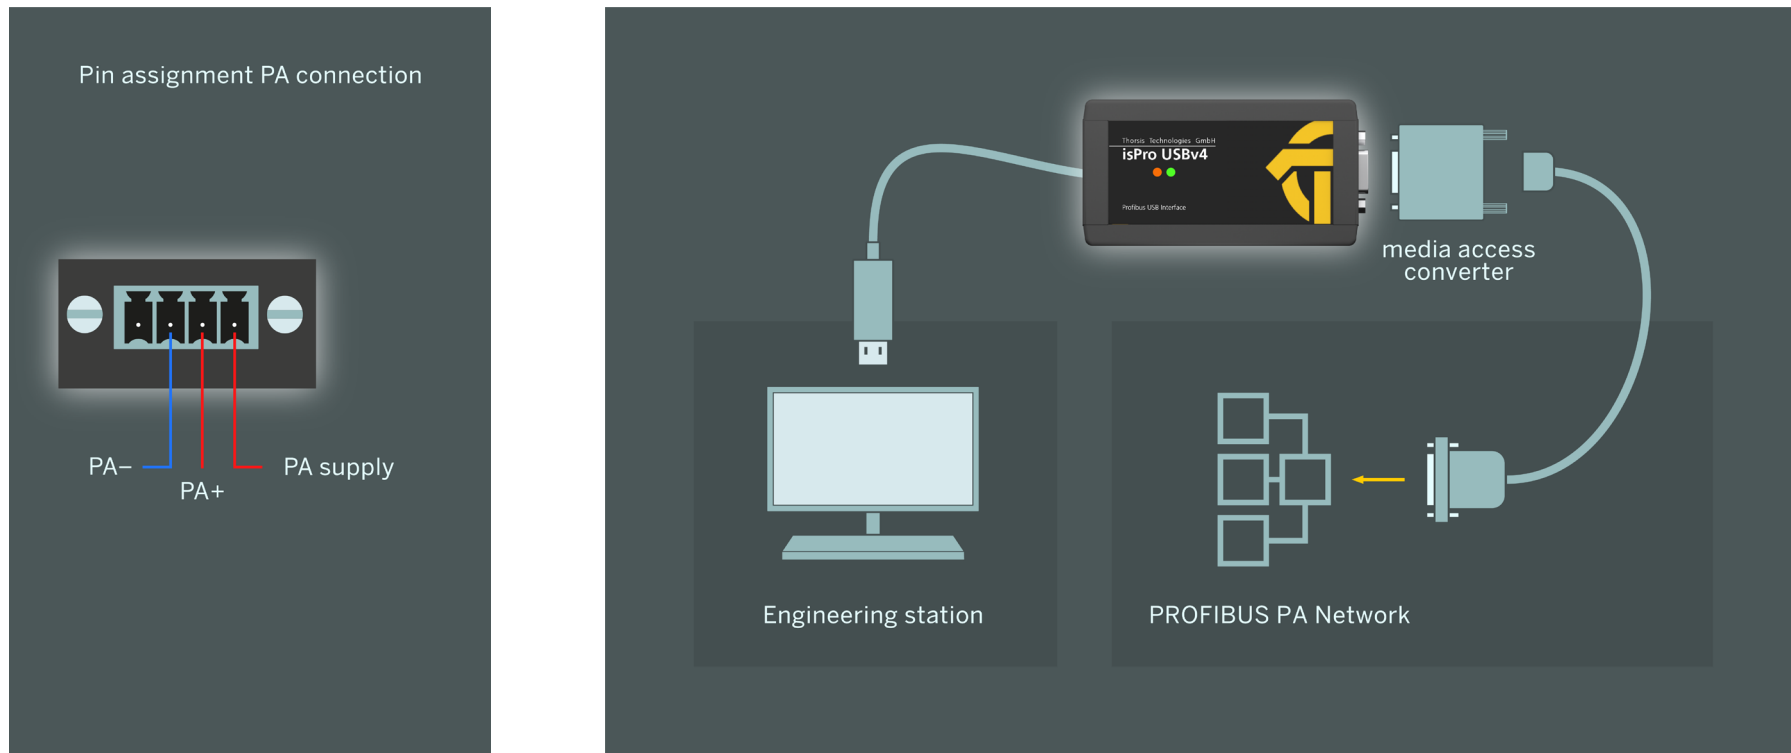 Pin assignment PA connection
PA–
PA+
PA supply
Thorsis Technologies GmbH
isPro USBv4
Profibus USB Interface
media access
converter
Engineering station
PROFIBUS PA Network